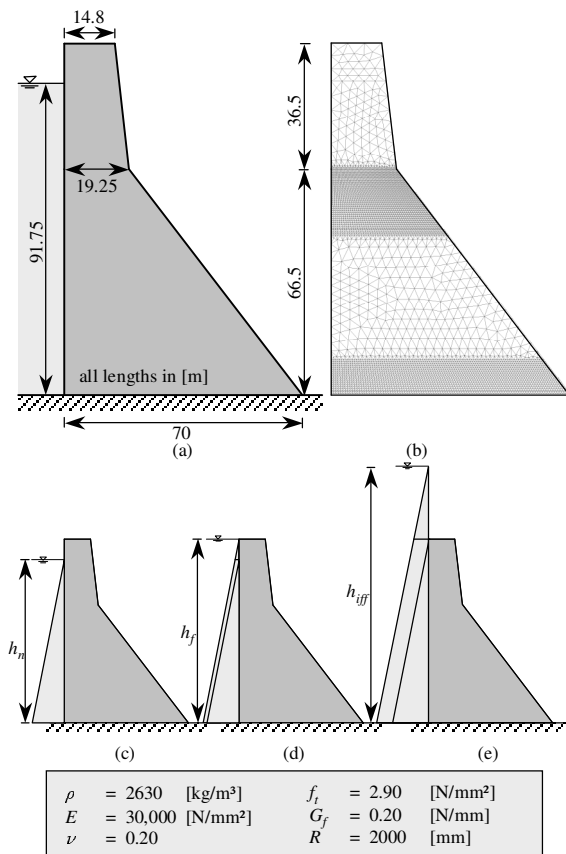 14.8
36.5
19.25
91.75
66.5
all lengths in [m]
70
(a)
(b)
h_n
h_f
h_iff
(c)
(d)
(e)
ρ = 2630 [kg/m³]
f_t = 2.90 [N/mm²]
E = 30,000 [N/mm²]
G_f = 0.20 [N/mm]
ν = 0.20
R = 2000 [mm]